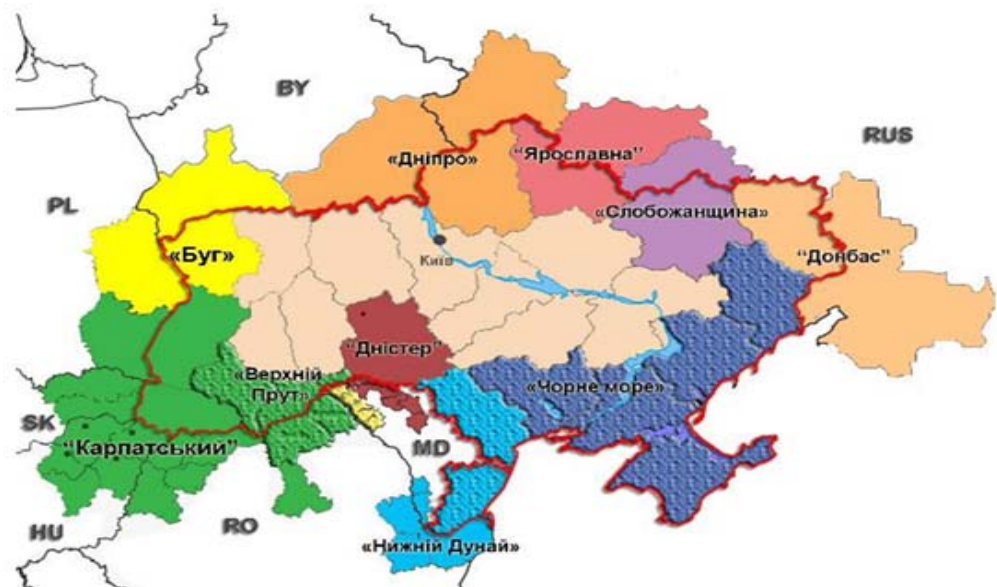 BY
RUS
«Дніпро»
“Ярославна”
PL
«Слобожанщина»
«Буг»
Київ
“Донбас”
“Дністер”
«Верхній
Прут»
«Чорне море»
SK
“Карпатський”
MD
HU
RO
«Нижній Дунай»